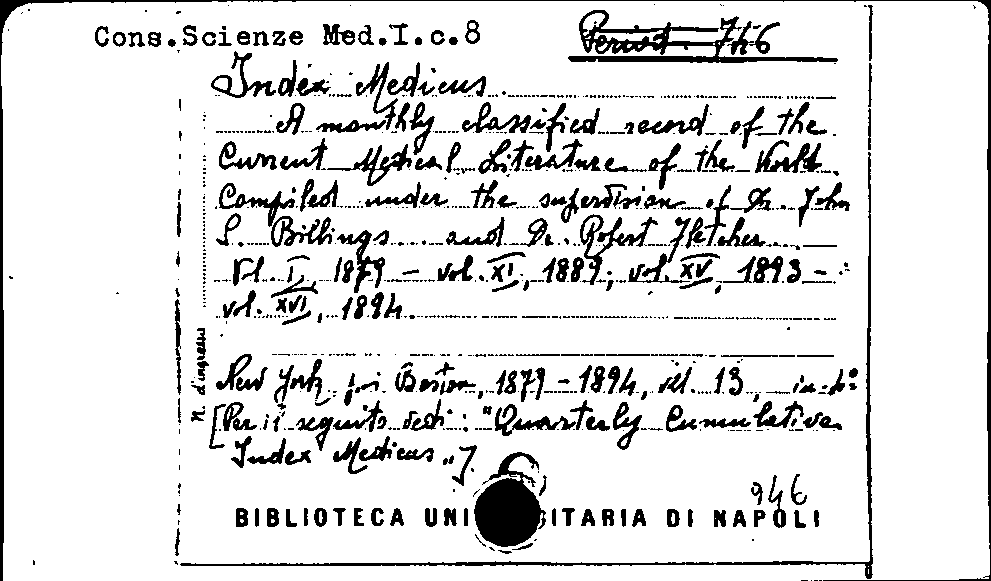 Cons.Scienze Med.I.c.8
Period. 746
Index Medicus.
A monthly classified record of the
Current Medical Literature of the World.
Compiled under the supervision of Dr. John
S. Billings and Dr. Robert Fletcher.
Vl. I, 1879 - vol. XI, 1889; vol. XV, 1893 -
vol. XVI, 1894.
New York, poi Boston, 1879-1894, vol. 13, in-4°
[Per il seguito vedi: "Quarterly Cumulative
Index Medicus"]
N. d'ingresso
946
BIBLIOTECA UNI SITARIA DI NAPOLI